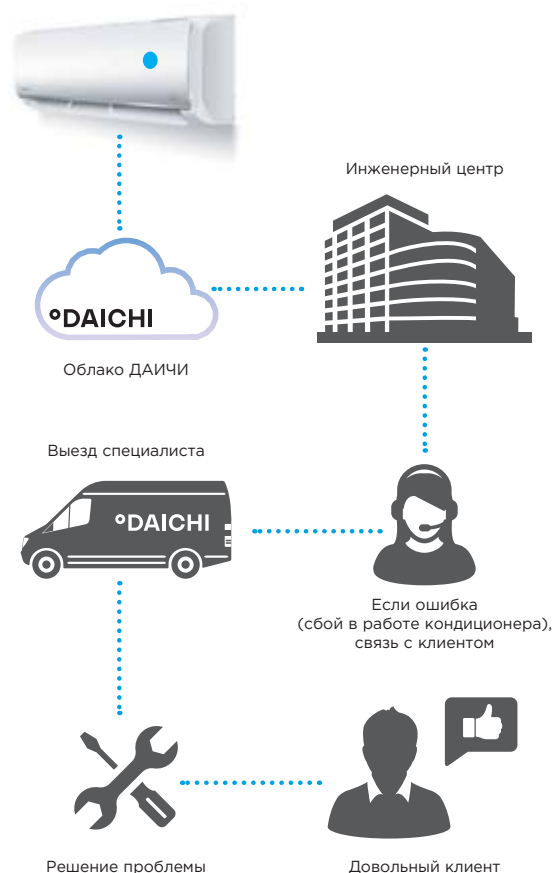 Инженерный центр
°DAICHI
Облако ДАИЧИ
Выезд специалиста
°DAICHI
Если ошибка
(сбой в работе кондиционера),
связь с клиентом
Решение проблемы
Довольный клиент